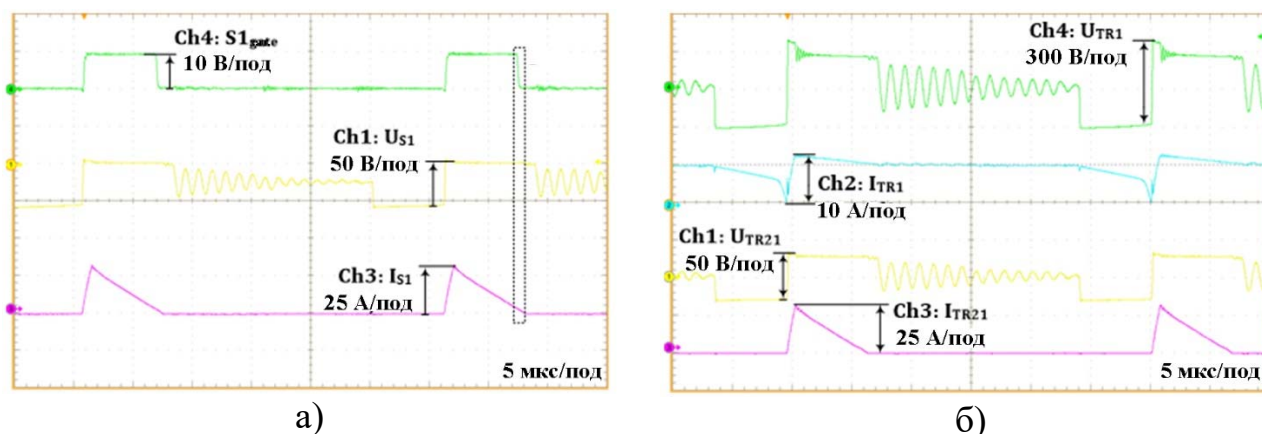 Ch4: S1gate
10 В/под
Ch1: US1
50 В/под
Ch3: IS1
25 А/под
5 мкс/под
а)
Ch4: UTR1
300 В/под
Ch2: ITR1
10 А/под
Ch1: UTR21
50 В/под
Ch3: ITR21
25 А/под
5 мкс/под
б)